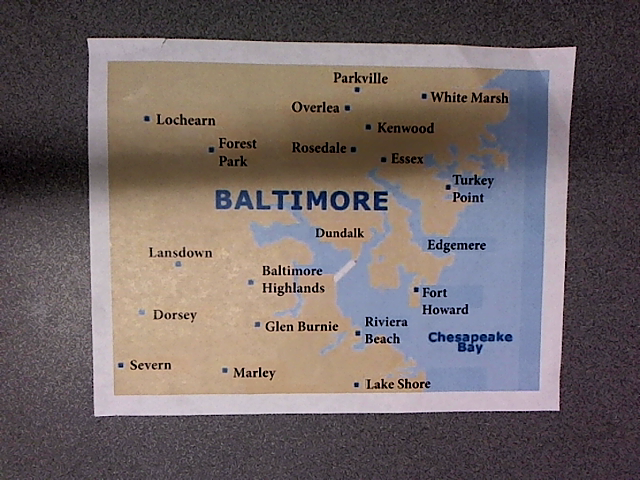 Parkville
White Marsh
Overlea
Lochearn
Kenwood
Forest
Park
Rosedale
Essex
Turkey
Point
BALTIMORE
Dundalk
Edgemere
Lansdown
Baltimore
Highlands
Fort
Howard
Dorsey
Glen Burnie
Riviera
Beach
Chesapeake
Bay
Severn
Marley
Lake Shore